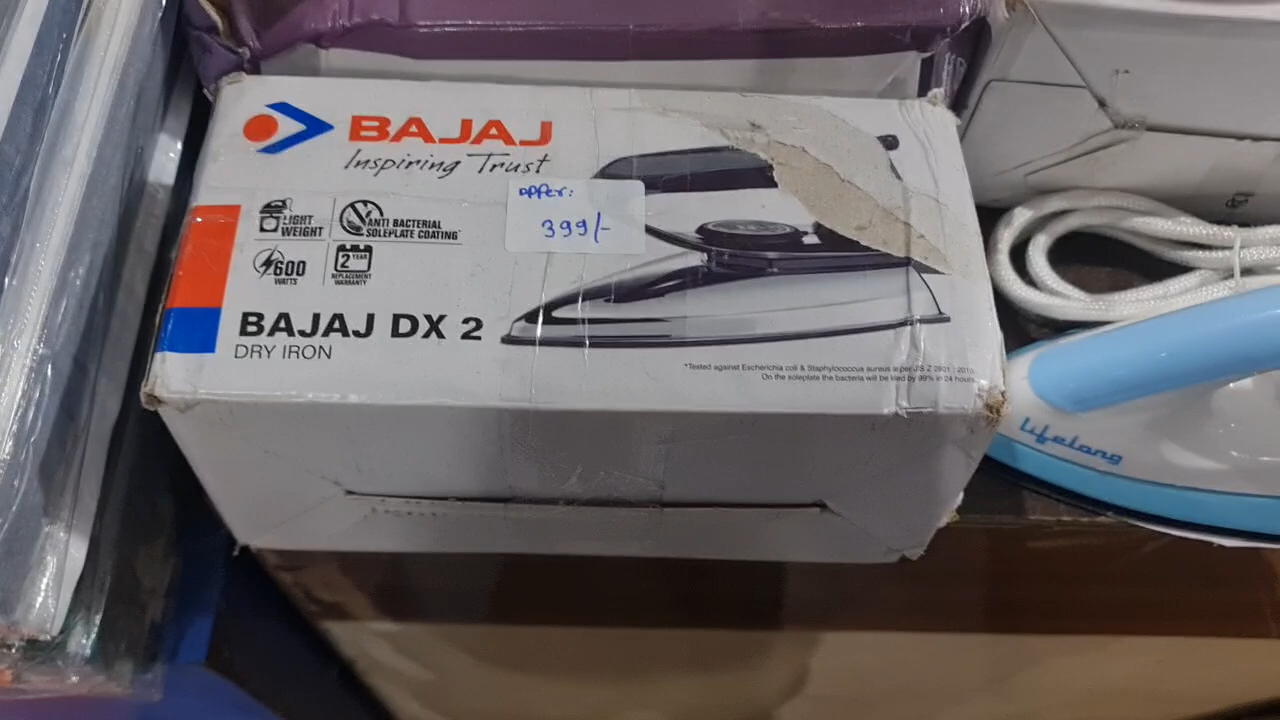 BAJAJ
Inspiring Trust
offer:
399/-
LIGHT
WEIGHT
ANTI BACTERIAL
SOLEPLATE COATING*
600
WATTS
2 YEAR
REPLACEMENT
WARRANTY
BAJAJ DX 2
DRY IRON
*Tested against Escherichia coli & Staphylococcus aureus as per JIS Z 2801 : 2010.
On the soleplate the bacteria will be killed by 99% in 24 hours
lifelong